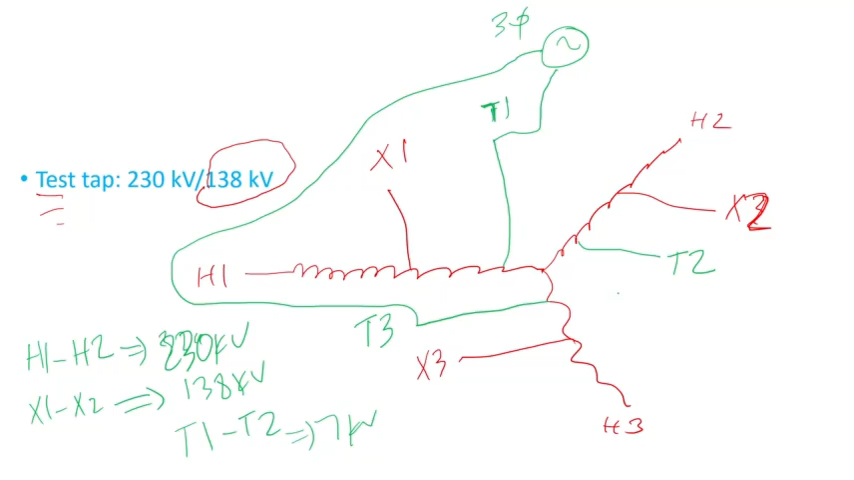 3φ
~
T1
H2
X1
• Test tap: 230 kV/138 kV
X2
H1
T2
T3
H1-H2 => 230kV
X3
X1-X2 => 138kV
T1-T2 => 7kV
H3